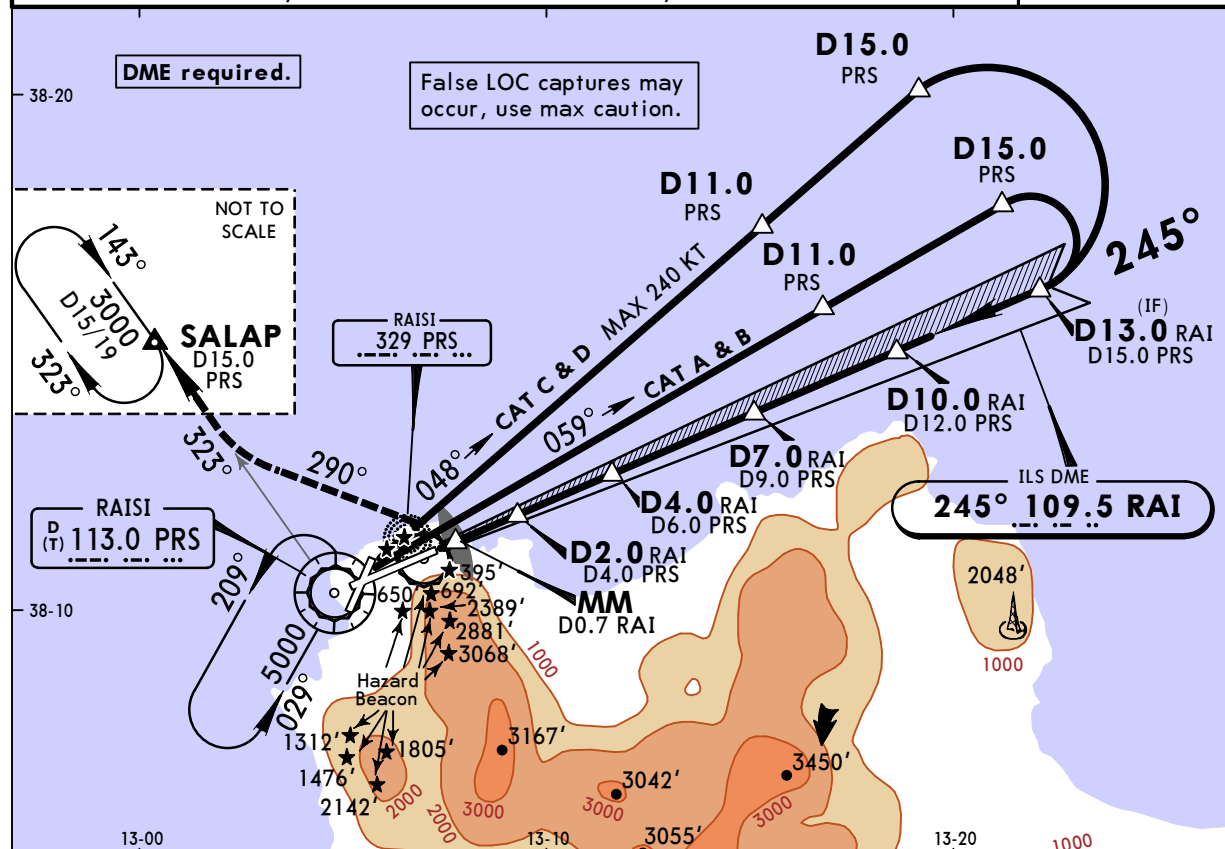 DME required.
False LOC captures may
occur, use max caution.
38-20
D15.0
PRS
D15.0
PRS
D11.0
PRS
D11.0
PRS
245°
NOT TO
SCALE
143°
3000
D15/19
323°
SALAP
D15.0
PRS
RAISI
329 PRS
048° CAT C & D MAX 240 KT
059° CAT A & B
(IF)
D13.0 RAI
D15.0 PRS
D10.0 RAI
D12.0 PRS
D7.0 RAI
D9.0 PRS
D4.0 RAI
D6.0 PRS
D2.0 RAI
D4.0 PRS
MM
D0.7 RAI
ILS DME
245° 109.5 RAI
323°
290°
RAISI
D
(T) 113.0 PRS
209°
5000
029°
38-10
395'
650'
692'
2389'
2881'
3068'
1000
2048'
1000
Hazard
Beacon
1312'
1476'
1805'
2142'
2000
2000
3167'
3000
3042'
3000
3450'
3000
3055'
1000
13-00
13-10
13-20